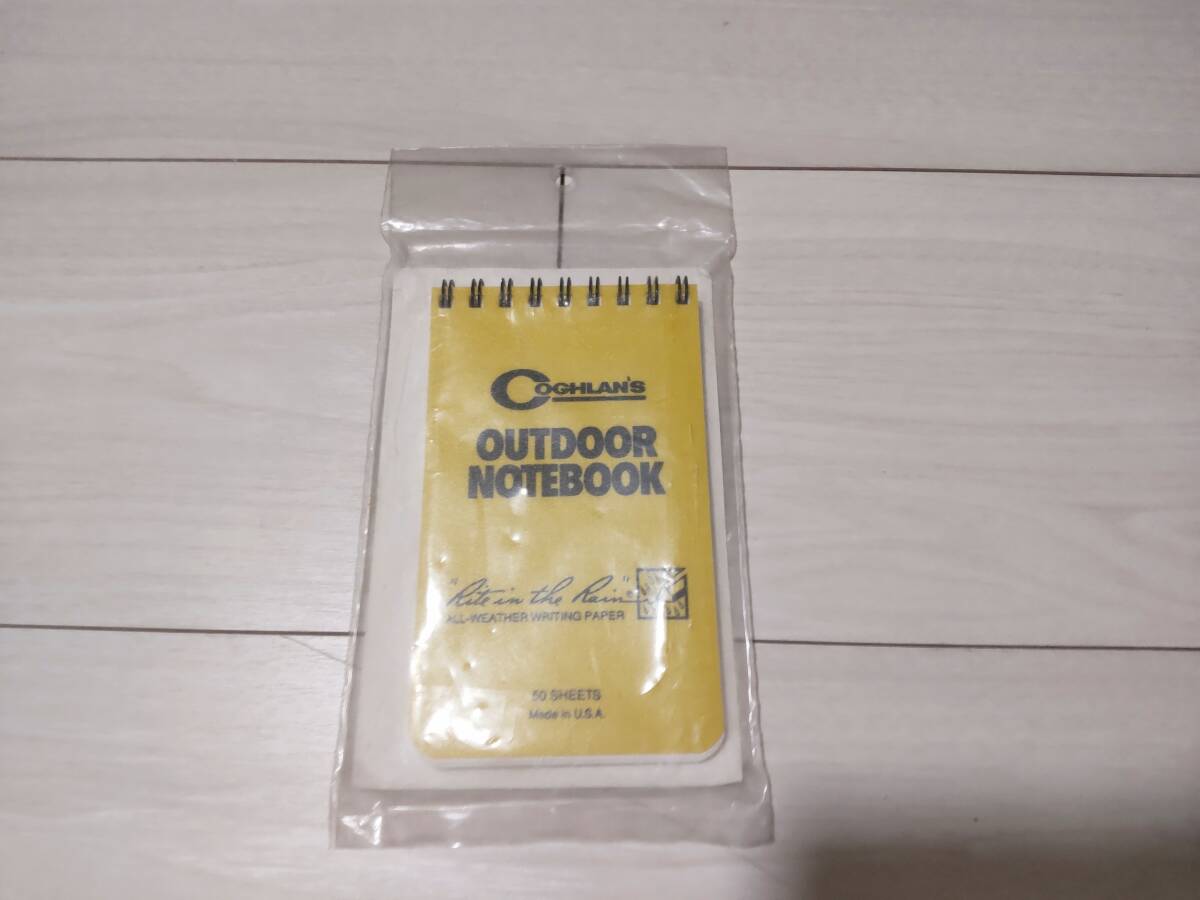 COGHLAN'S
OUTDOOR
NOTEBOOK
"Rite in the Rain"®
ALL-WEATHER WRITING PAPER
50 SHEETS
Made in U.S.A.